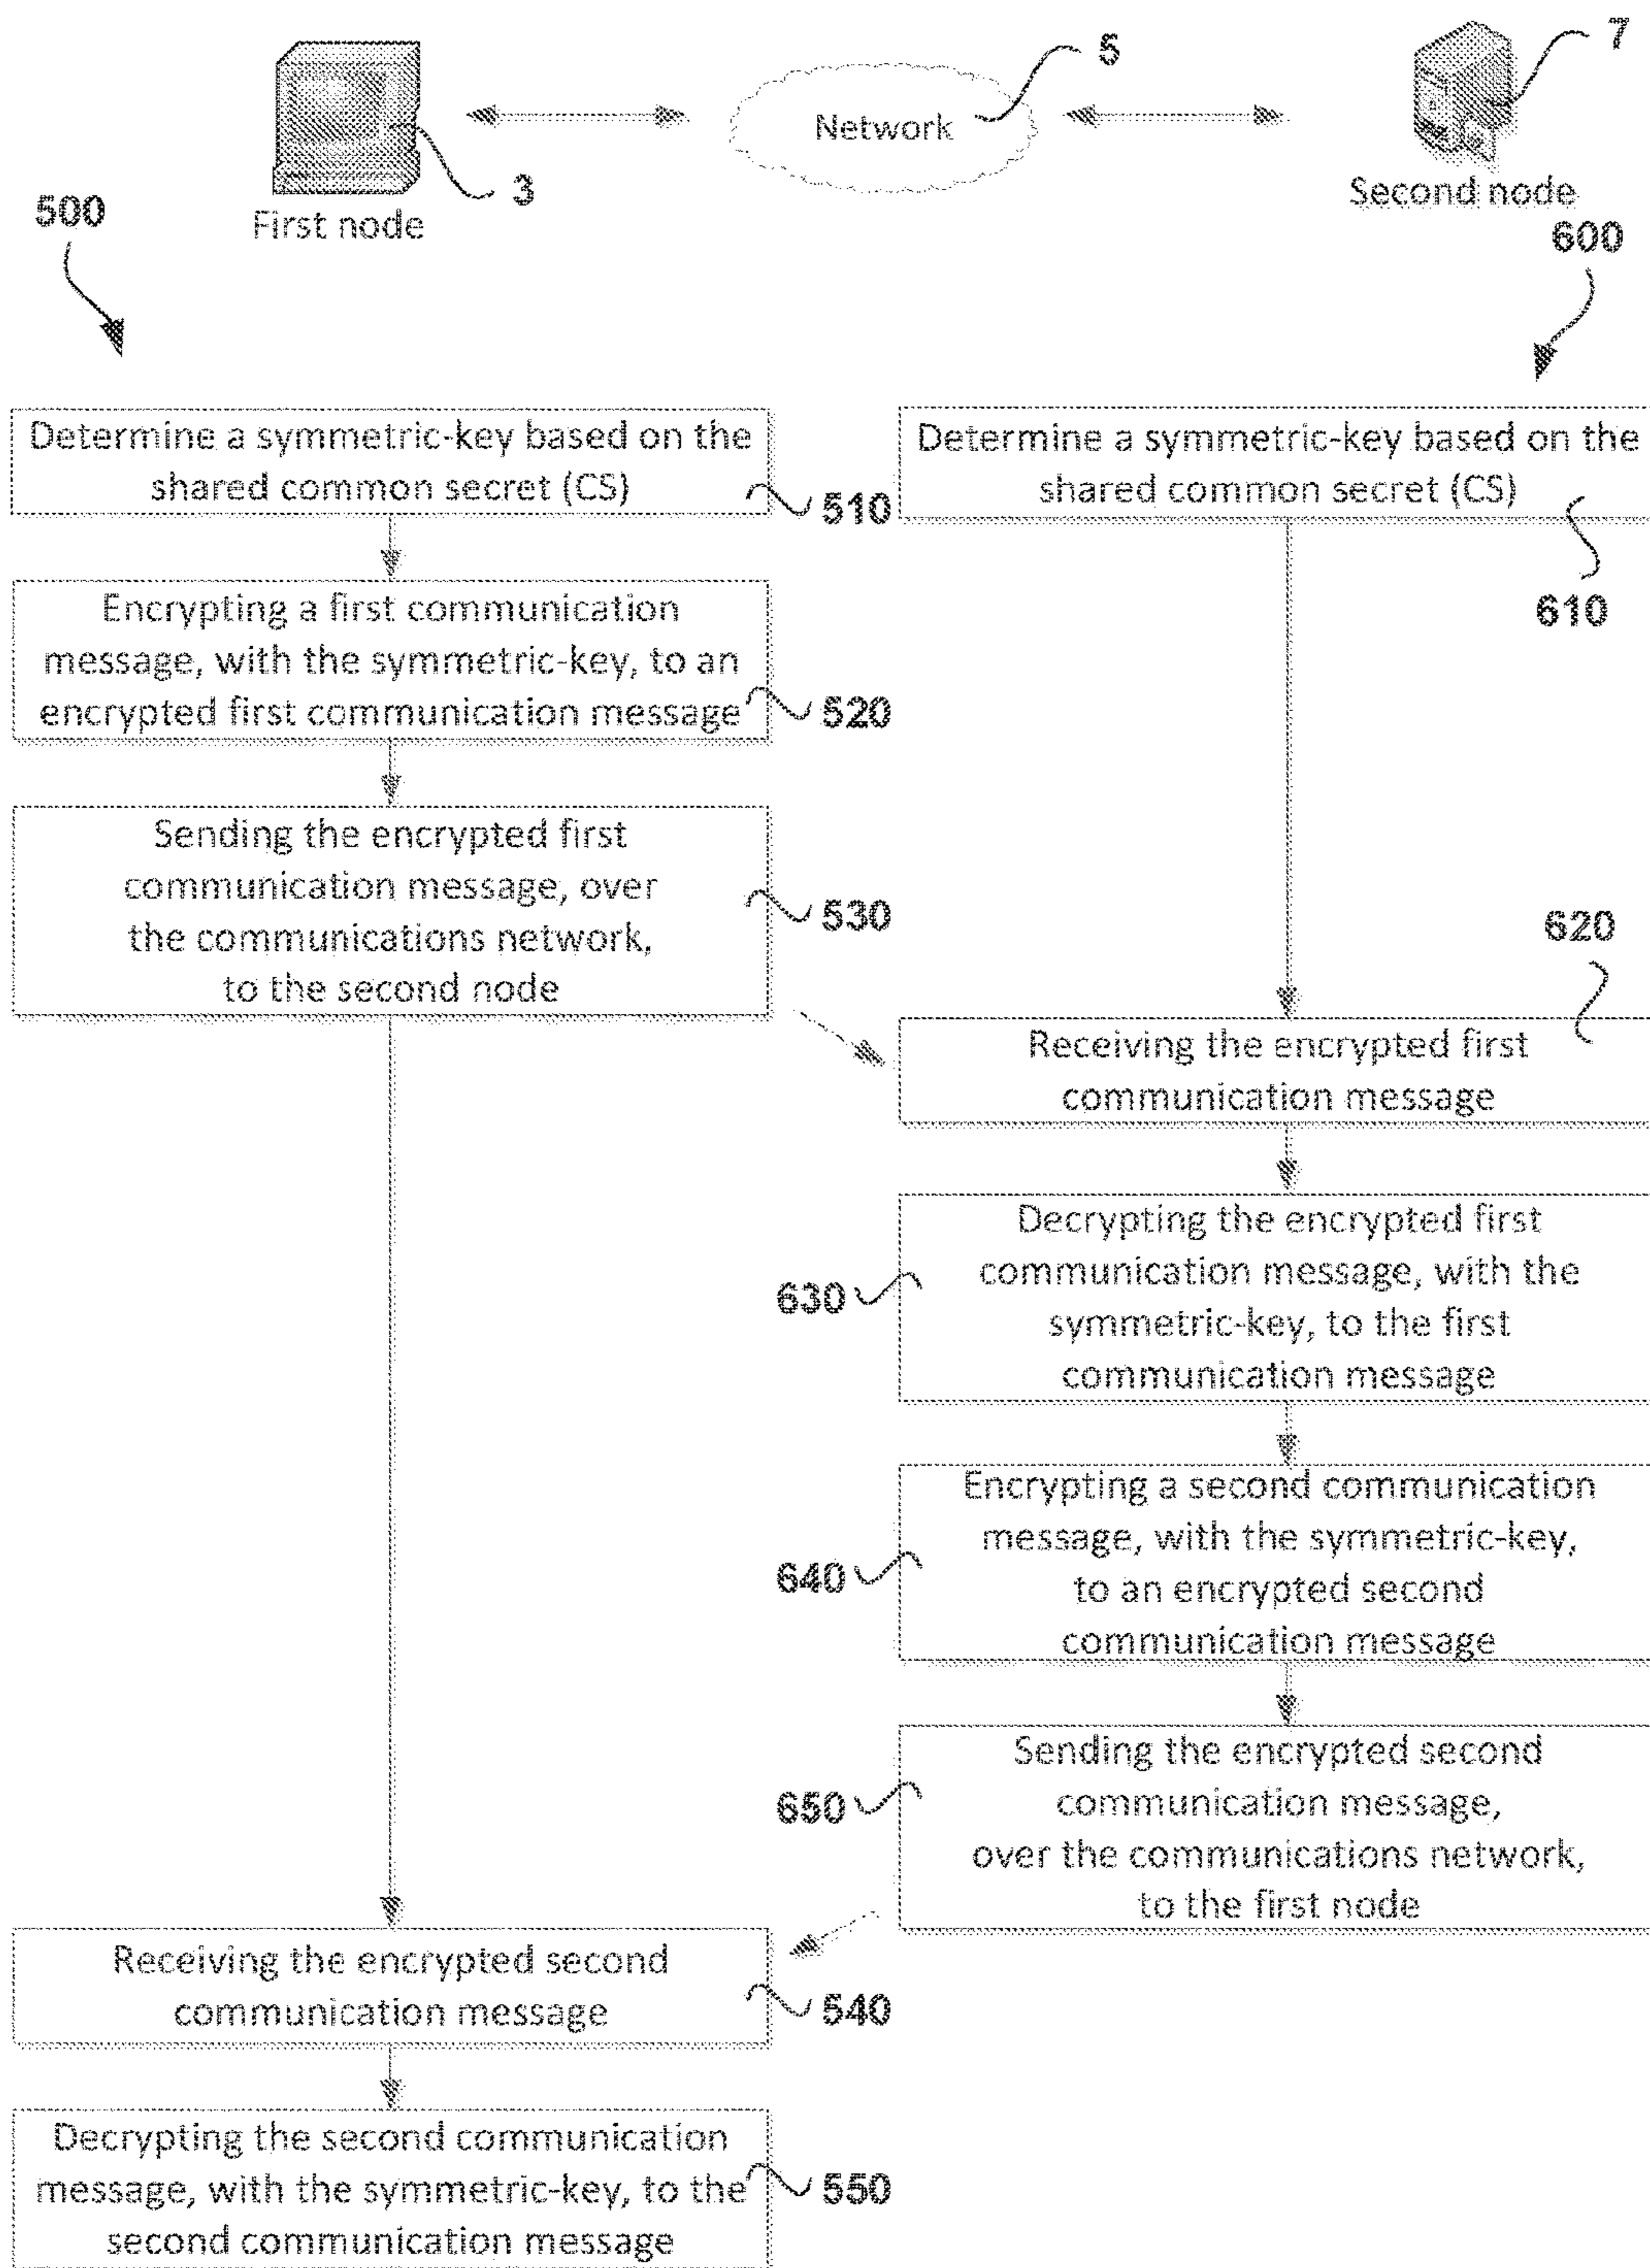 5
7
Network
3
First node
Second node
500
600
Determine a symmetric-key based on the
shared common secret (CS)
510
Determine a symmetric-key based on the
shared common secret (CS)
610
Encrypting a first communication
message, with the symmetric-key, to an
encrypted first communication message
520
Sending the encrypted first
communication message, over
the communications network,
to the second node
530
620
Receiving the encrypted first
communication message
Decrypting the encrypted first
communication message, with the
symmetric-key, to the first
communication message
630
Encrypting a second communication
message, with the symmetric-key,
to an encrypted second
communication message
640
Sending the encrypted second
communication message,
over the communications network,
to the first node
650
Receiving the encrypted second
communication message
540
Decrypting the second communication
message, with the symmetric-key, to the
second communication message
550